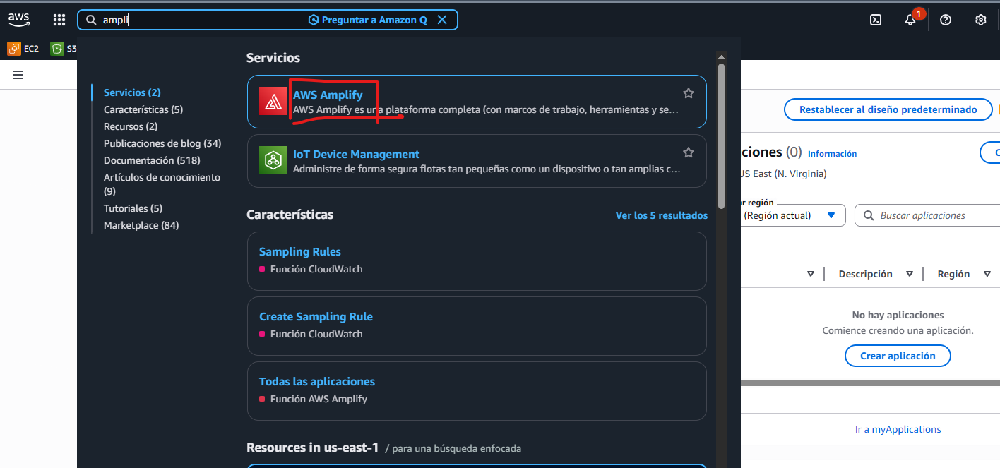 aws
ampli
Preguntar a Amazon Q
1
EC2
S3
Servicios (2)
Características (5)
Recursos (2)
Publicaciones de blog (34)
Documentación (518)
Artículos de conocimiento
(9)
Tutoriales (5)
Marketplace (84)
Servicios
AWS Amplify
AWS Amplify es una plataforma completa (con marcos de trabajo, herramientas y se...
IoT Device Management
Administre de forma segura flotas tan pequeñas como un dispositivo o tan amplias c...
Características
Ver los 5 resultados
Sampling Rules
Función CloudWatch
Create Sampling Rule
Función CloudWatch
Todas las aplicaciones
Función AWS Amplify
Resources in us-east-1 / para una búsqueda enfocada
Restablecer al diseño predeterminado
ciones (0) Información
US East (N. Virginia)
ar región
(Región actual)
Buscar aplicaciones
Descripción
Región
No hay aplicaciones
Comience creando una aplicación.
Crear aplicación
Ir a myApplications